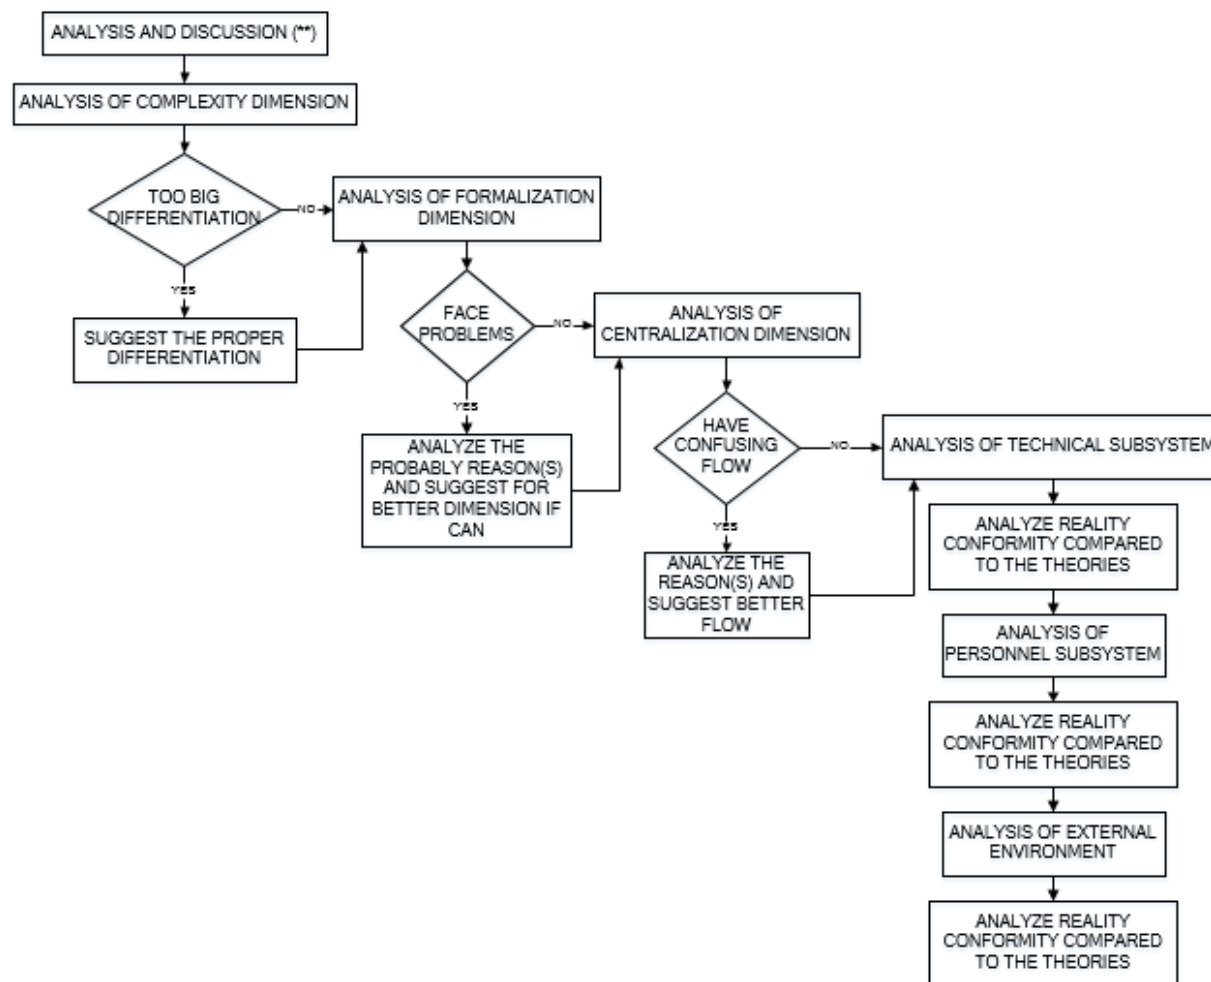 ANALYSIS AND DISCUSSION (**)
ANALYSIS OF COMPLEXITY DIMENSION
TOO BIG
DIFFERENTIATION
NO
YES
SUGGEST THE PROPER
DIFFERENTIATION
ANALYSIS OF FORMALIZATION
DIMENSION
FACE
PROBLEMS
NO
YES
ANALYZE THE
PROBABLY REASON(S)
AND SUGGEST FOR
BETTER DIMENSION IF
CAN
ANALYSIS OF
CENTRALIZATION DIMENSION
HAVE
CONFUSING
FLOW
NO
YES
ANALYZE THE
REASON(S) AND
SUGGEST BETTER
FLOW
ANALYSIS OF TECHNICAL SUBSYSTEM
ANALYZE REALITY
CONFORMITY COMPARED
TO THE THEORIES
ANALYSIS OF
PERSONNEL SUBSYSTEM
ANALYZE REALITY
CONFORMITY COMPARED
TO THE THEORIES
ANALYSIS OF EXTERNAL
ENVIRONMENT
ANALYZE REALITY
CONFORMITY COMPARED
TO THE THEORIES